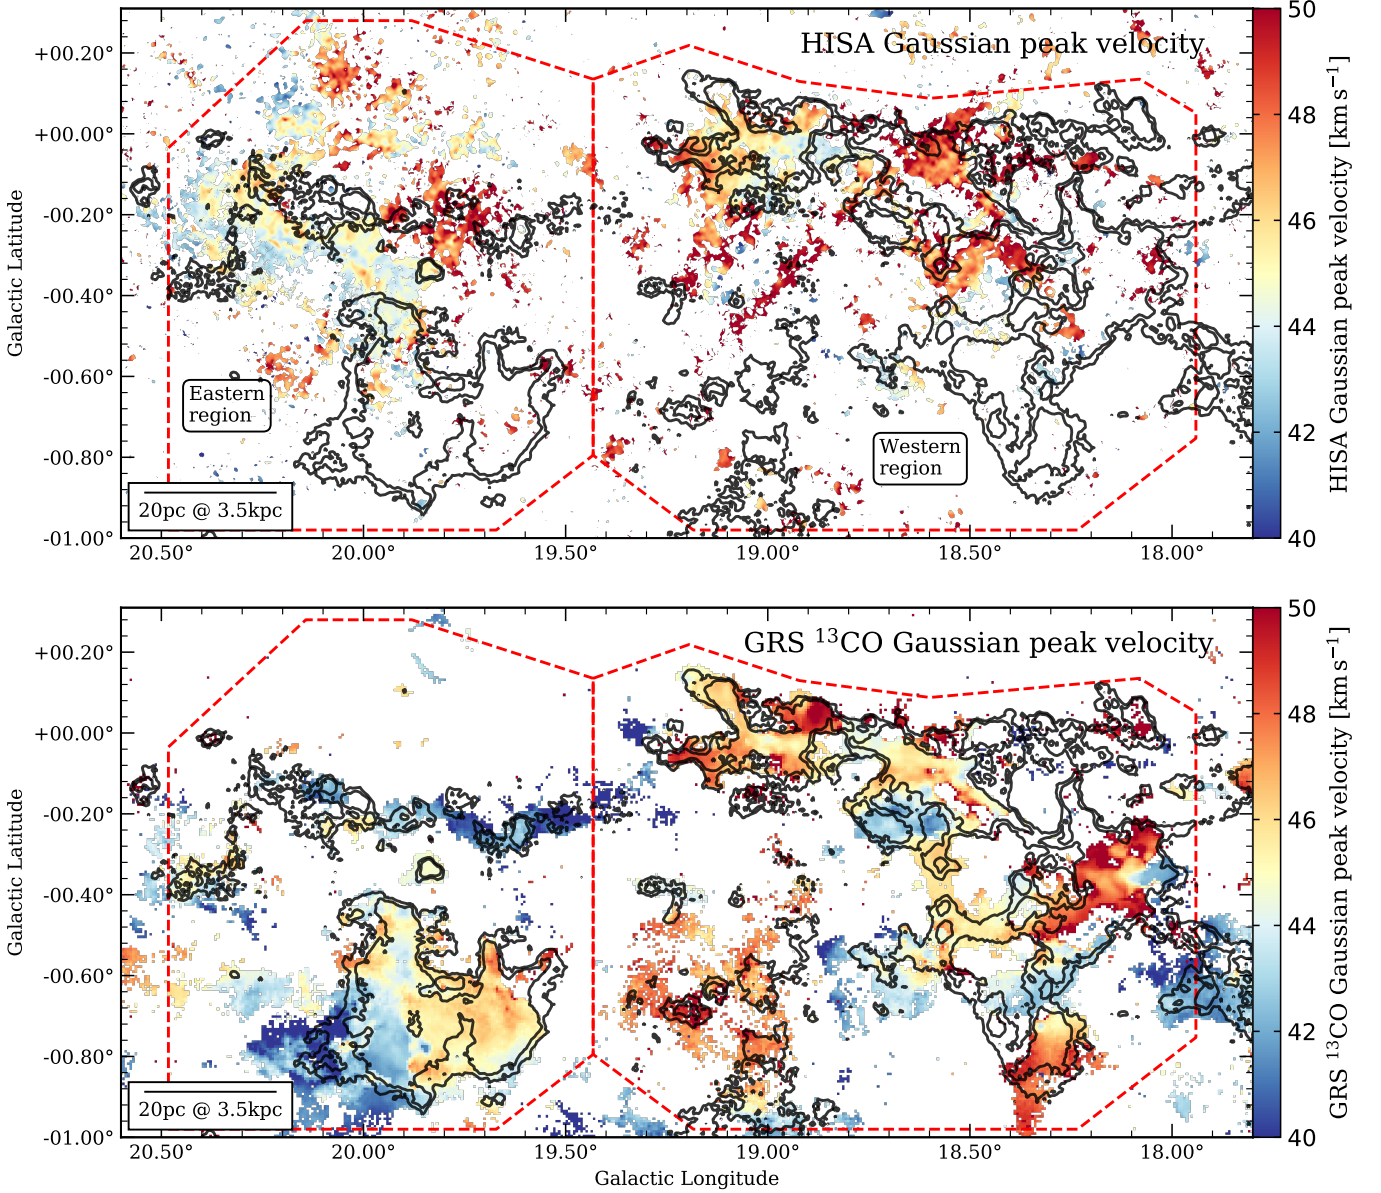 HISA Gaussian peak velocity
+00.20°
+00.00°
-00.20°
-00.40°
-00.60°
-00.80°
-01.00°
Galactic Latitude
Eastern
region
Western
region
20pc @ 3.5kpc
20.50°
20.00°
19.50°
19.00°
18.50°
18.00°
50
48
46
44
42
40
HISA Gaussian peak velocity [km s⁻¹]
GRS ¹³CO Gaussian peak velocity
+00.20°
+00.00°
-00.20°
-00.40°
-00.60°
-00.80°
-01.00°
Galactic Latitude
20pc @ 3.5kpc
20.50°
20.00°
19.50°
19.00°
18.50°
18.00°
Galactic Longitude
50
48
46
44
42
40
GRS ¹³CO Gaussian peak velocity [km s⁻¹]